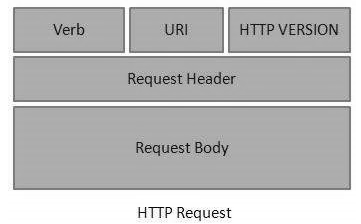 Verb URI HTTP VERSION
Request Header
Request Body
HTTP Request